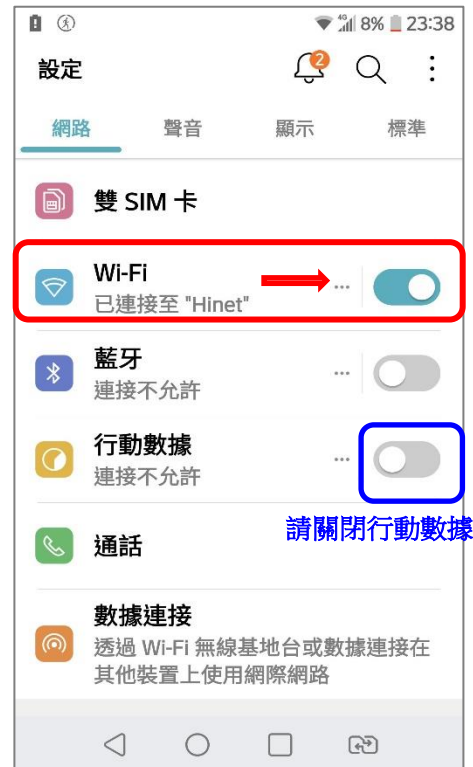 4G 8% 23:38
設定 2
網路 聲音 顯示 標準
雙 SIM 卡
Wi-Fi
已連接至 "Hinet"
藍牙
連接不允許
行動數據
連接不允許
請關閉行動數據
通話
數據連接
透過 Wi-Fi 無線基地台或數據連接在
其他裝置上使用網際網路